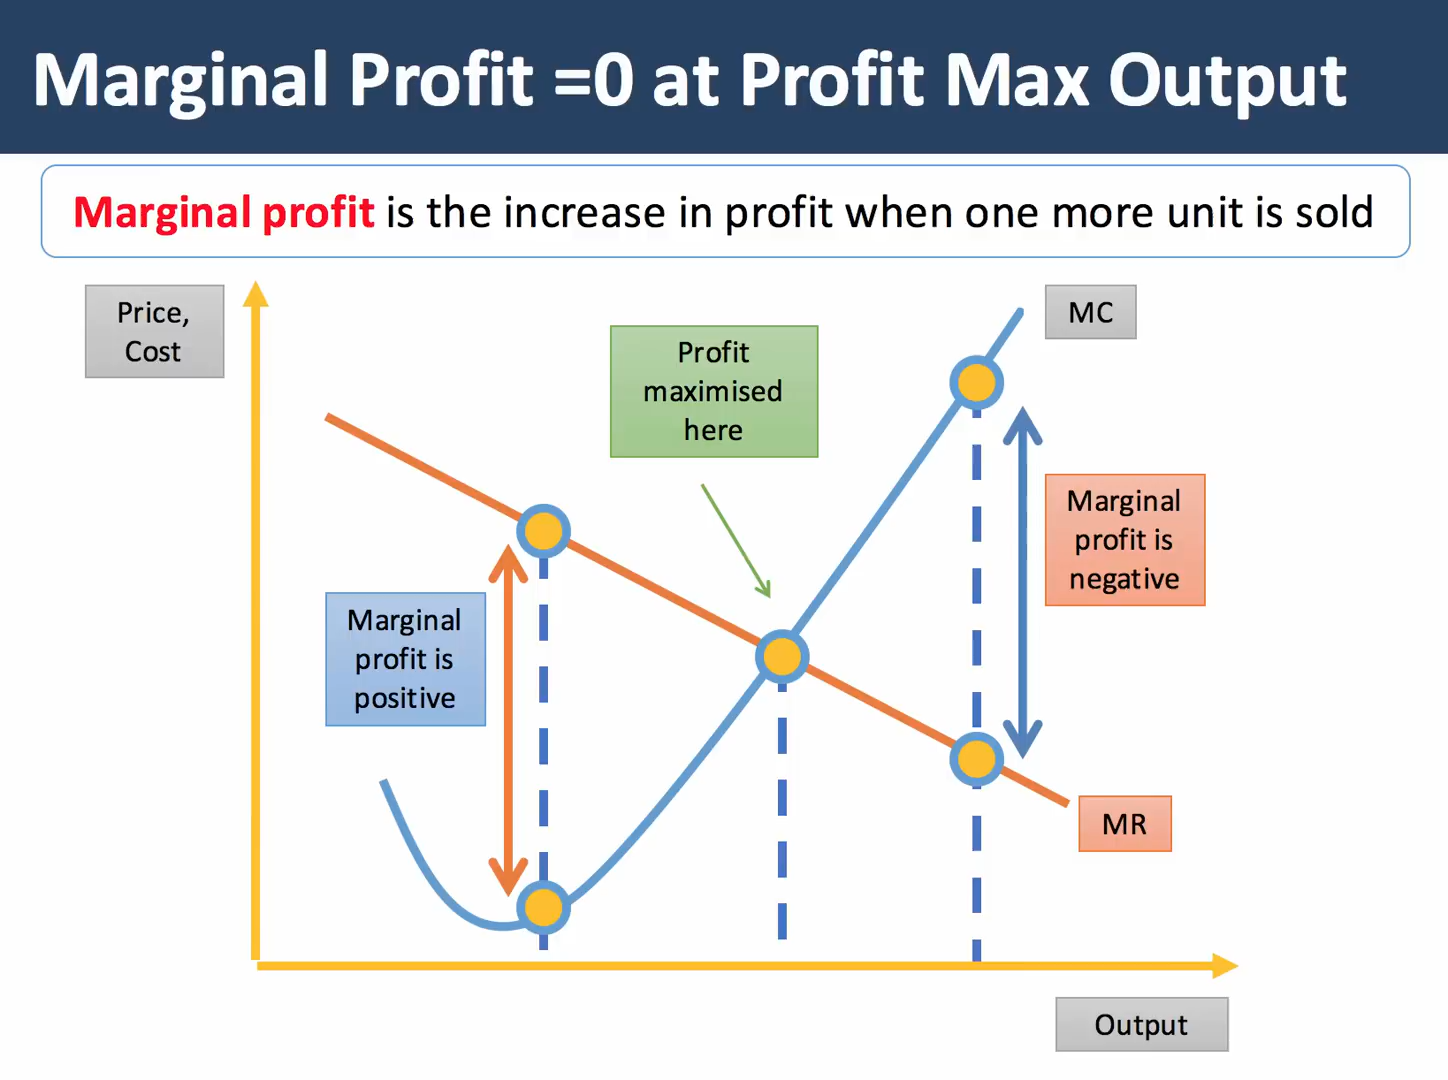 Marginal Profit =0 at Profit Max Output
Marginal profit is the increase in profit when one more unit is sold
Price,
Cost
MC
Profit
maximised
here
Marginal
profit is
negative
Marginal
profit is
positive
MR
Output